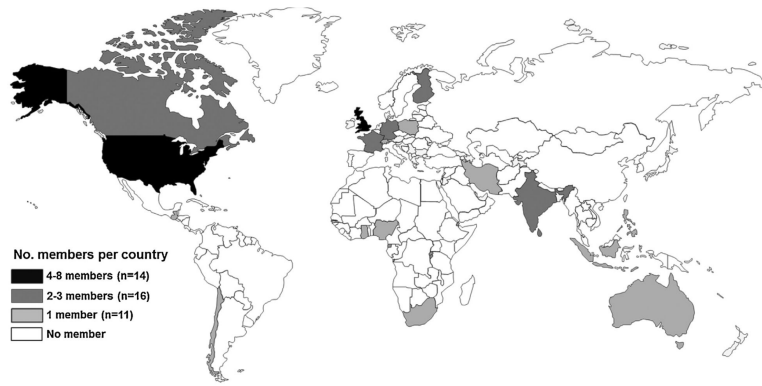 No. members per country
4-8 members (n=14)
2-3 members (n=16)
1 member (n=11)
No member